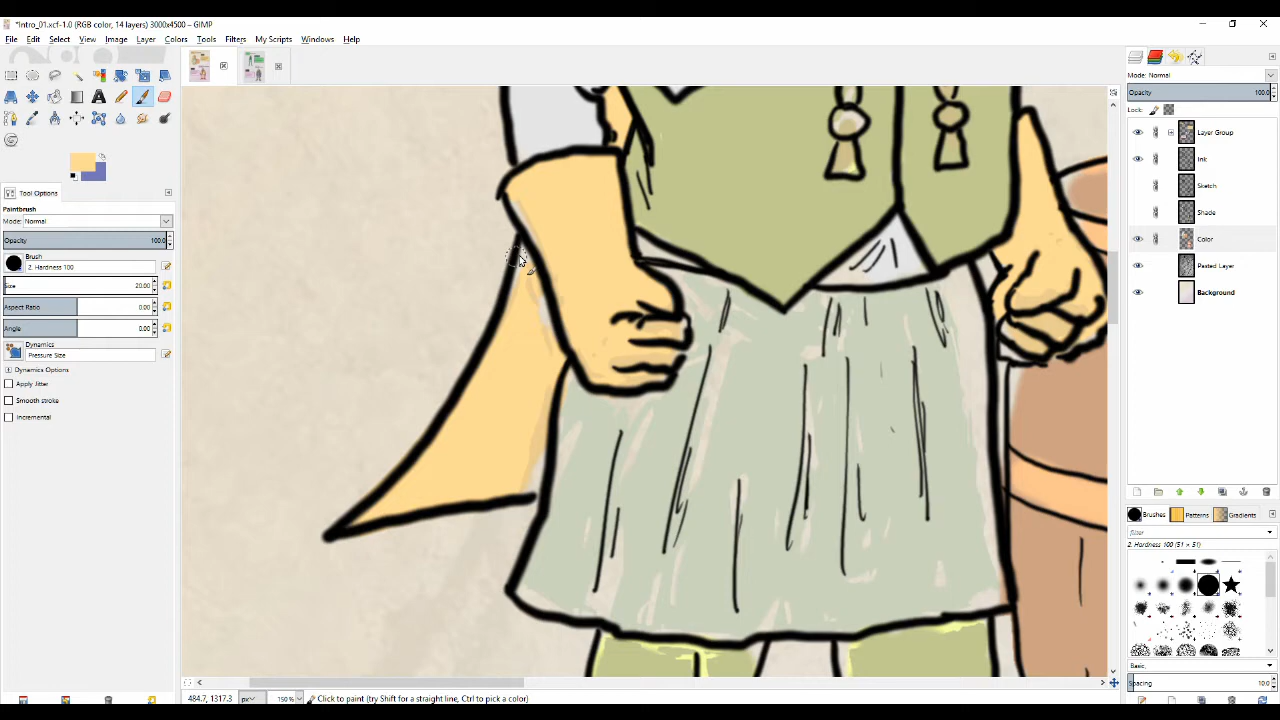 *Intro_01.xcf-1.0 (RGB color, 14 layers) 3000x4500 – GIMP
File Edit Select View Image Layer Colors Tools Filters My Scripts Windows Help
Tool Options
Paintbrush
Mode: Normal
Opacity 100.0
Brush
2. Hardness 100
Size 20.00
Aspect Ratio 0.00
Angle 0.00
Dynamics
Pressure Size
Dynamics Options
Apply Jitter
Smooth stroke
Incremental
Mode: Normal
Opacity 100.0
Lock:
Layer Group
Ink
Sketch
Shade
Color
Pasted Layer
Background
Brushes Patterns Gradients
filter
2. Hardness 100 (51 × 51)
Basic,
Spacing 10.0
484.7, 1317.3 px 150 % Click to paint (try Shift for a straight line, Ctrl to pick a color)